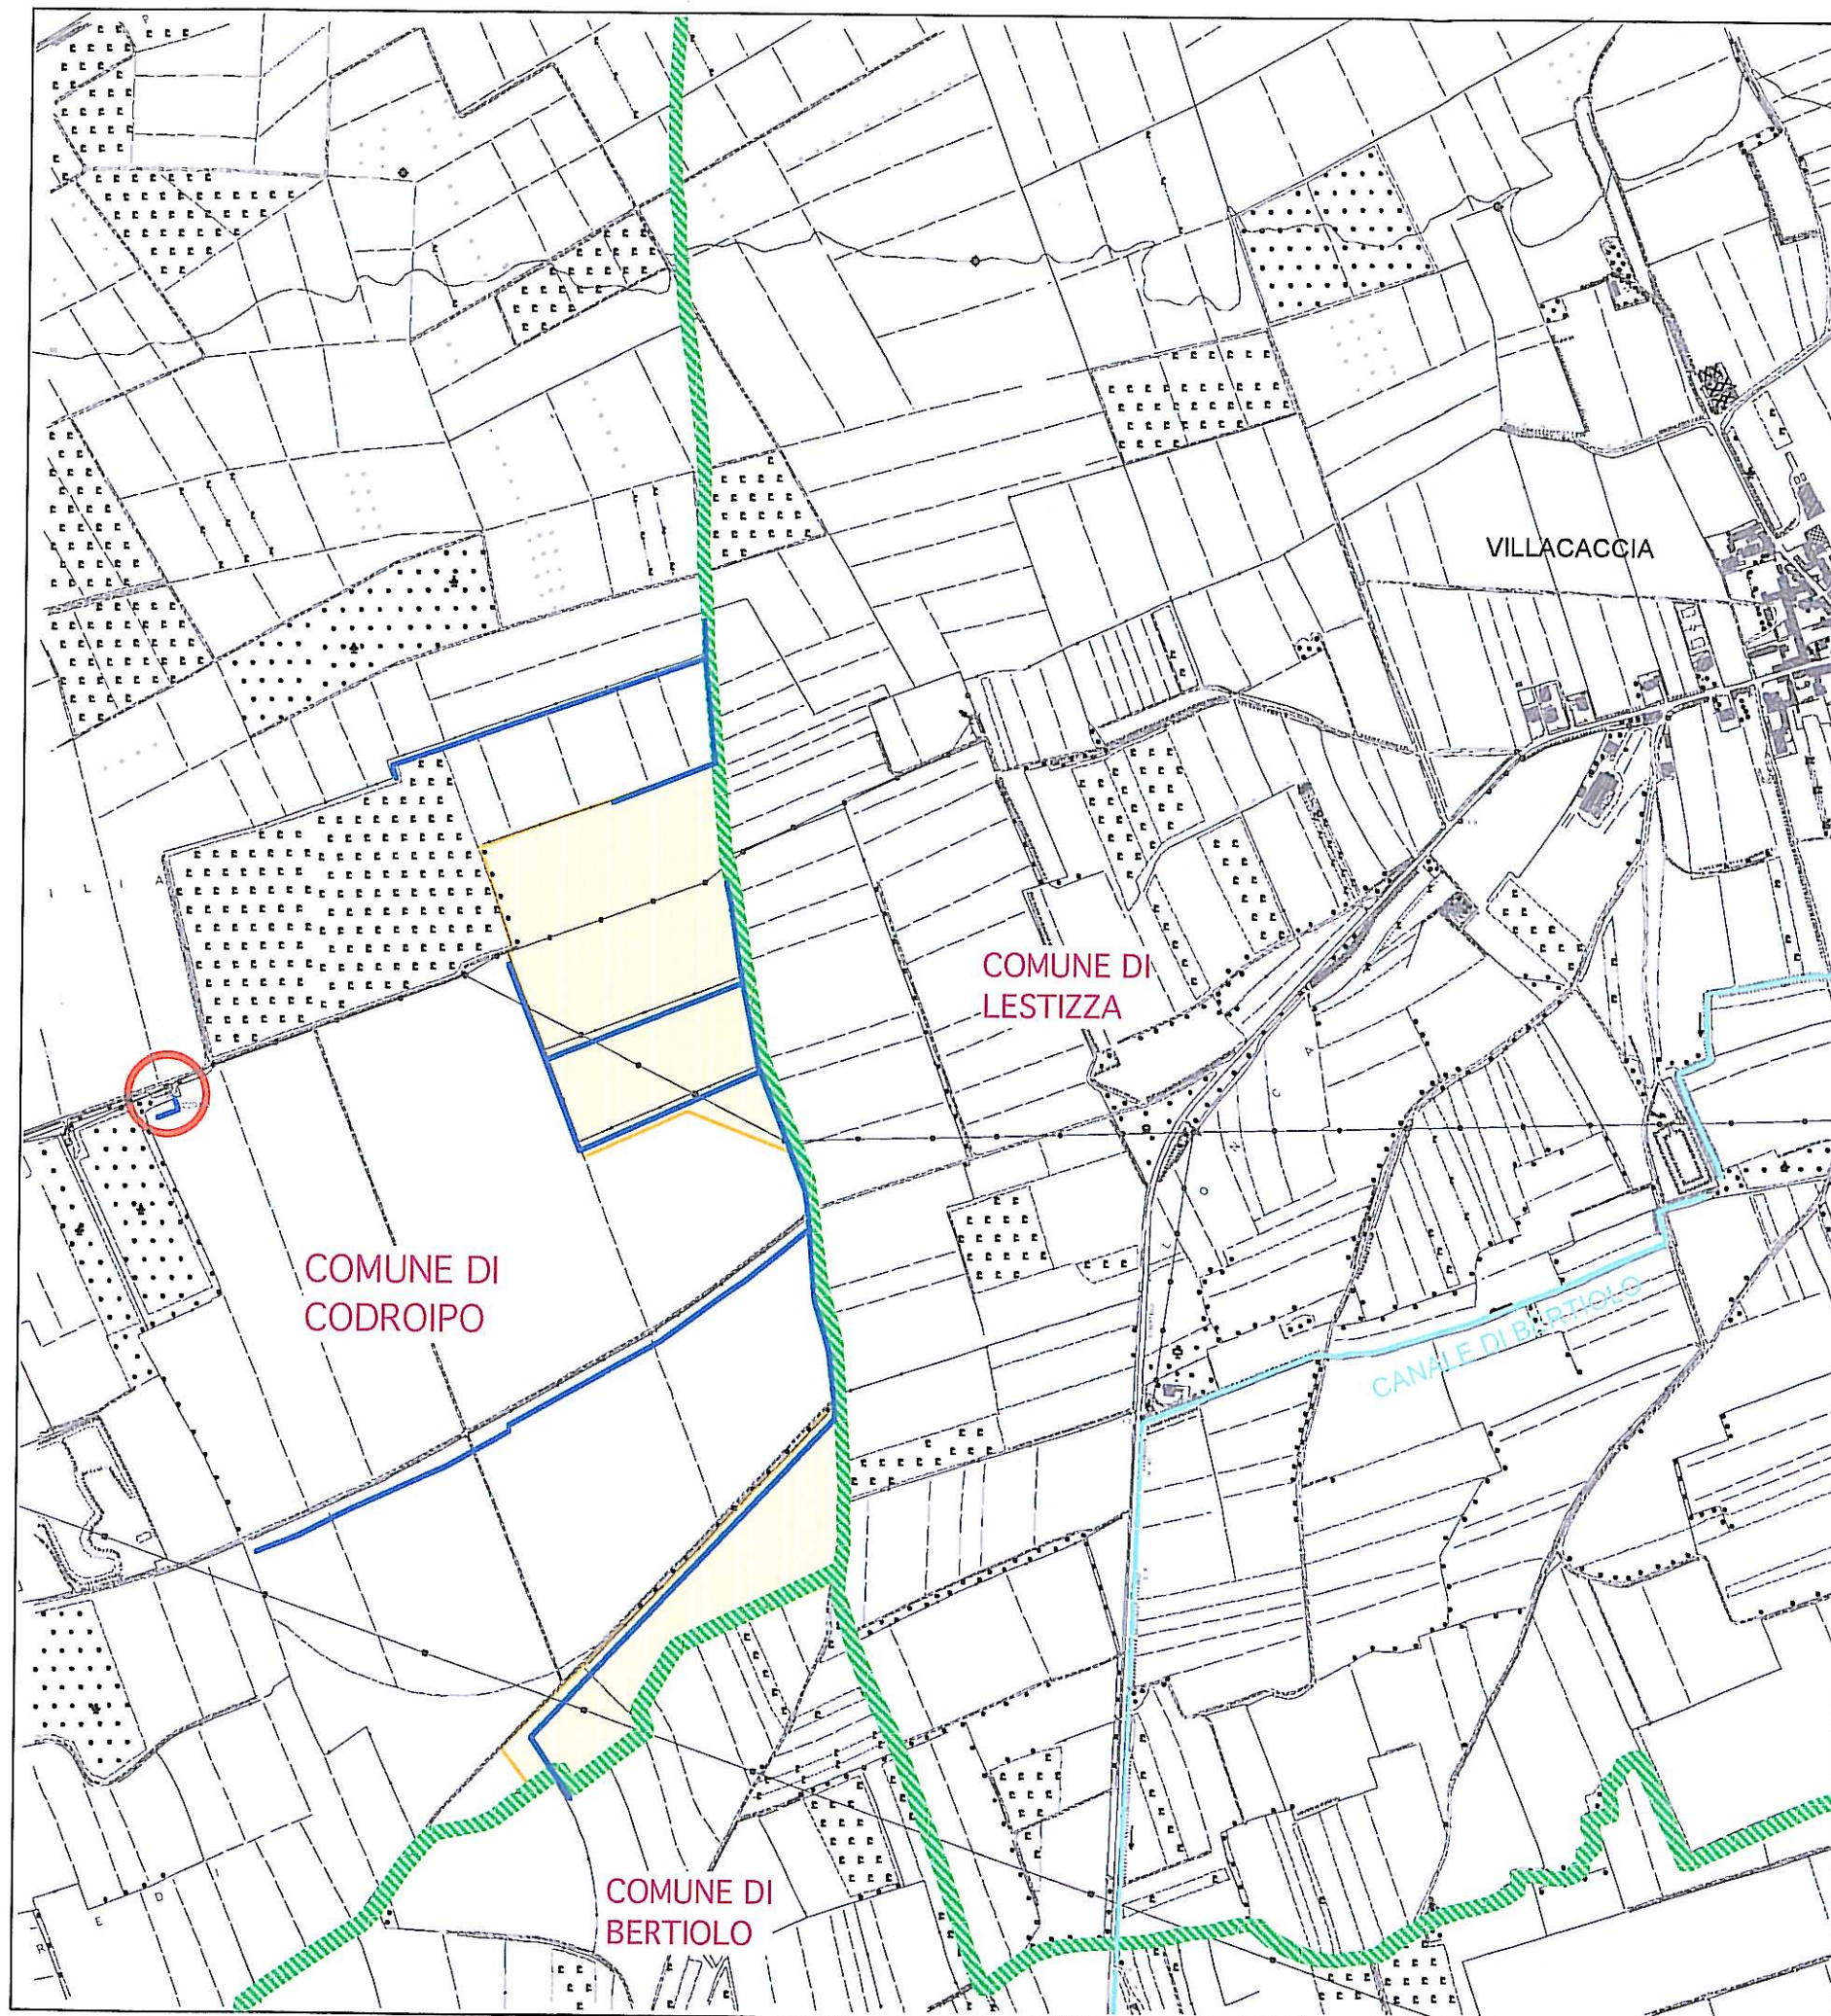 VILLACACCIA
COMUNE DI
LESTIZZA
COMUNE DI
CODROIPO
CANALE DI BERTIOLO
COMUNE DI
BERTIOLO